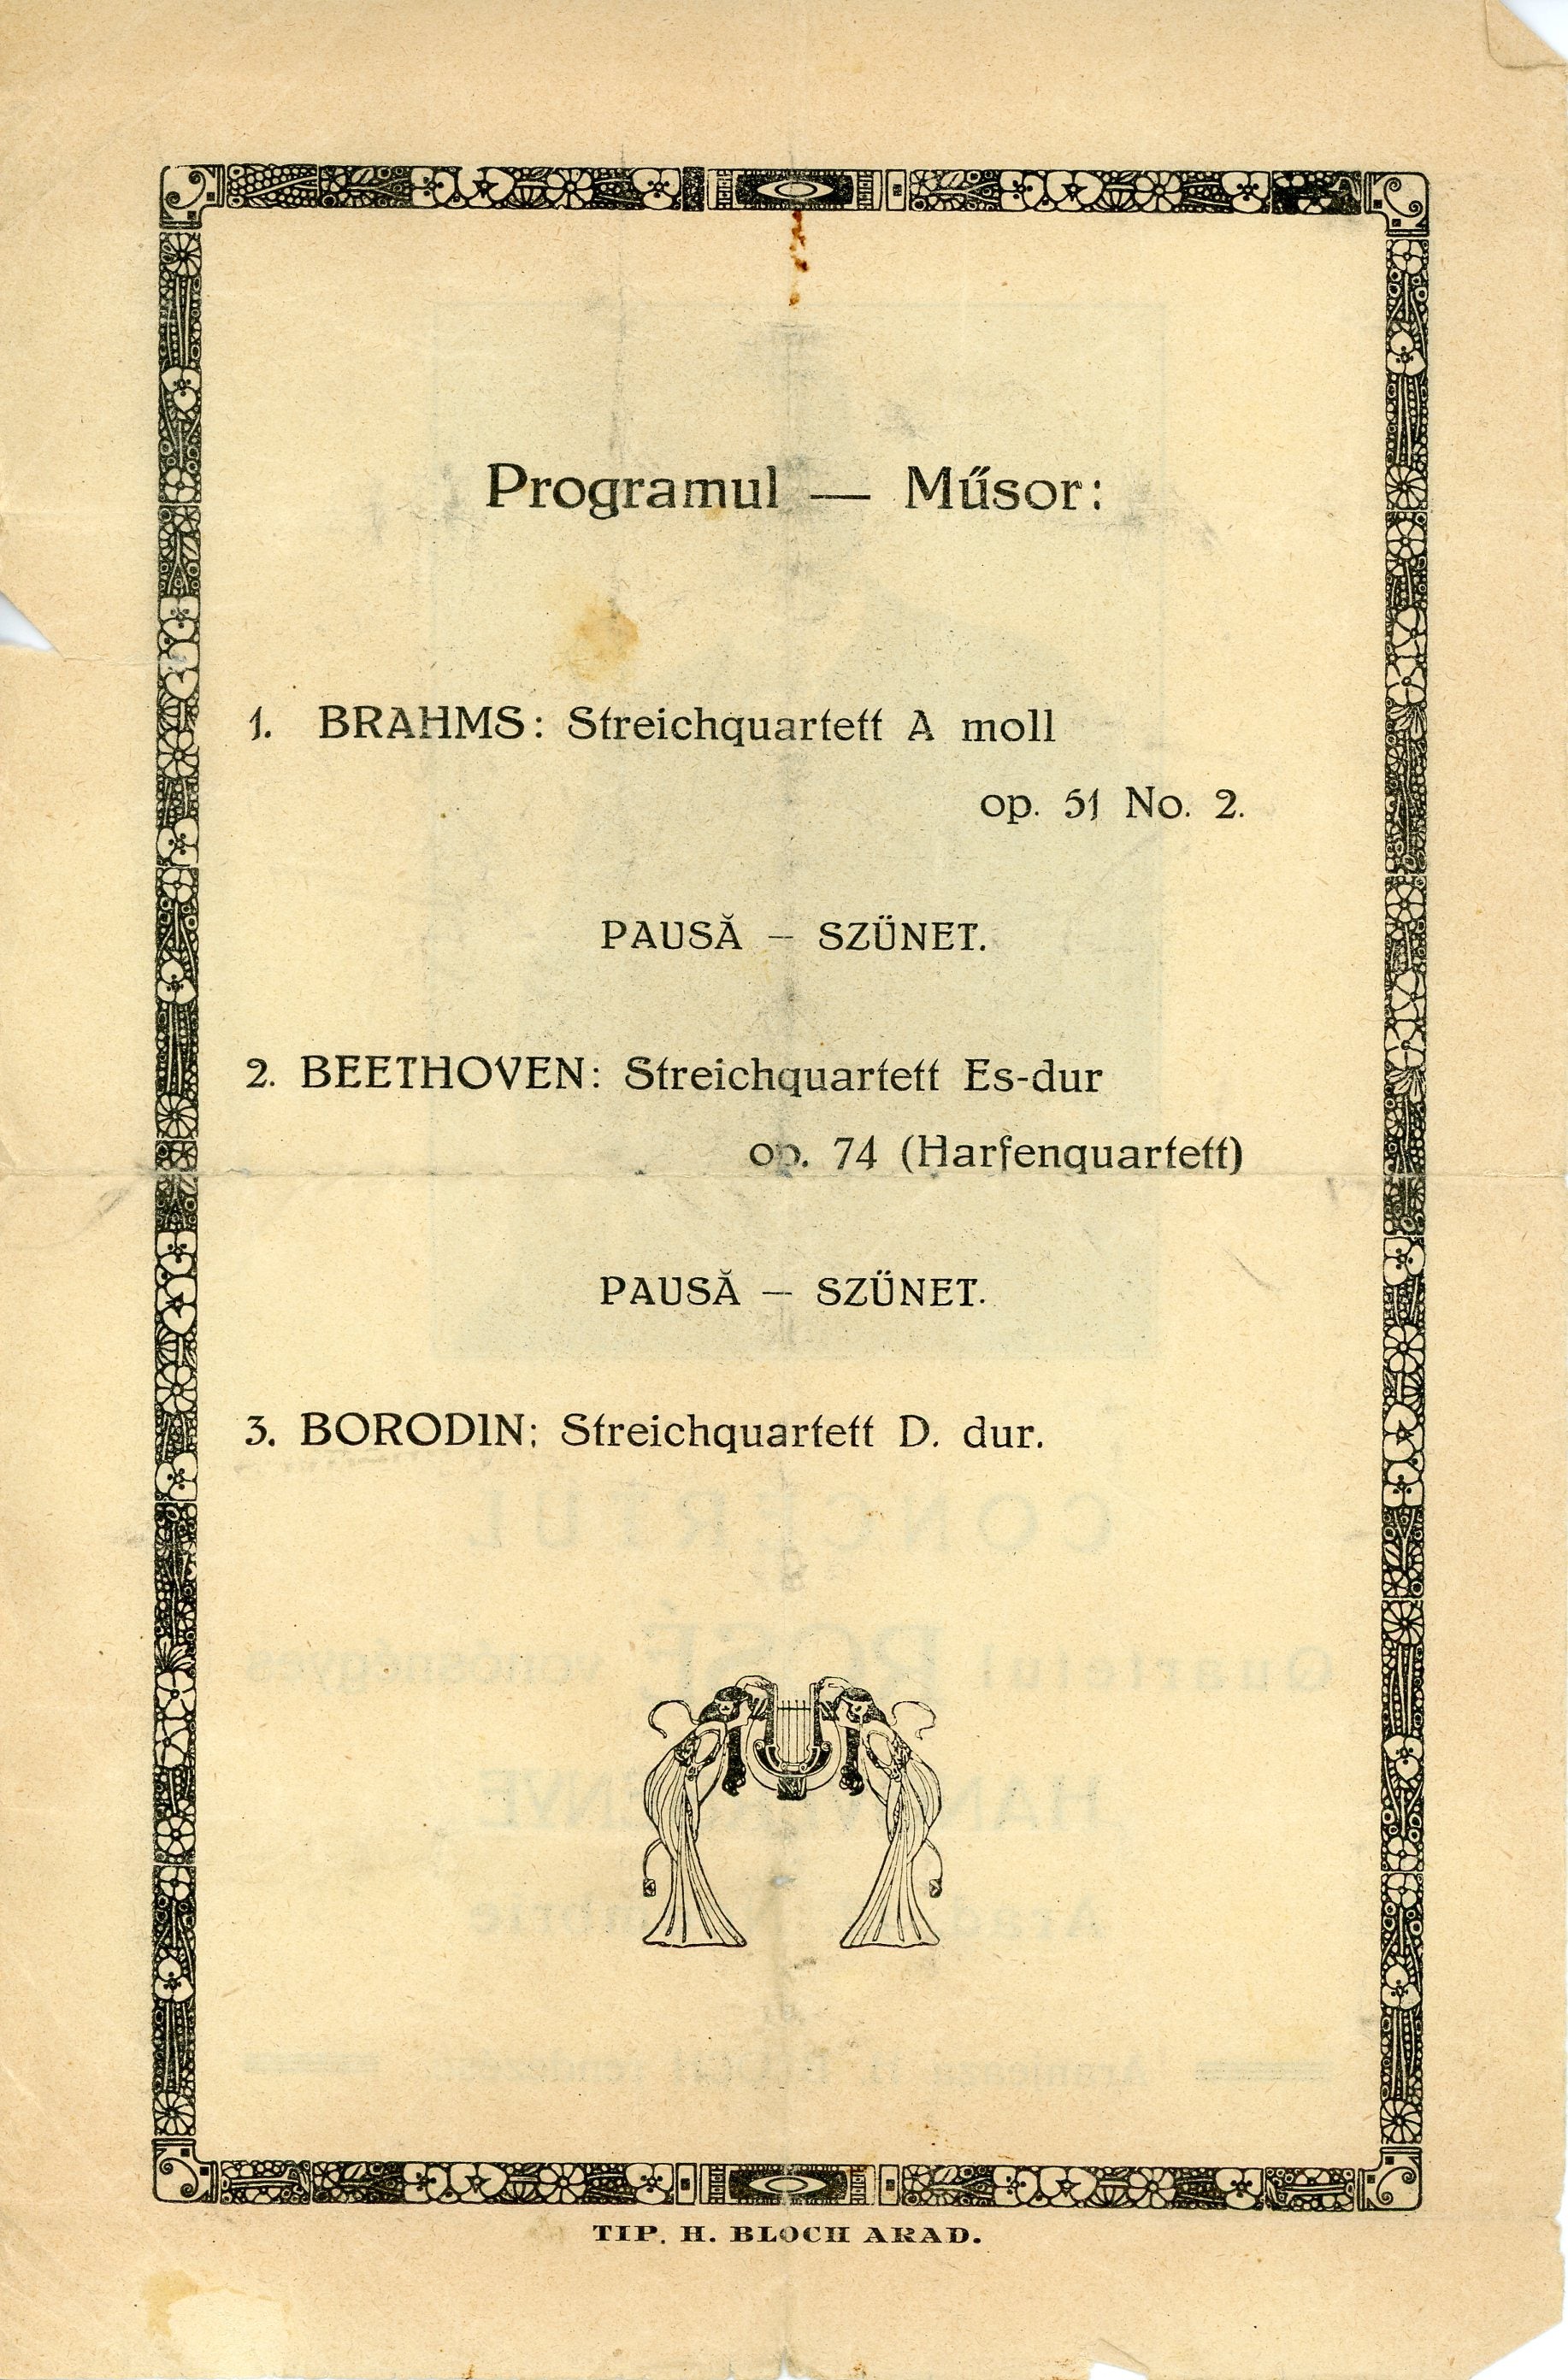 Programul — Műsor:
1. BRAHMS: Streichquartett A moll
op. 51 No. 2.
PAUSĂ – SZÜNET.
2. BEETHOVEN: Streichquartett Es-dur
op. 74 (Harfenquartett)
PAUSĂ – SZÜNET.
3. BORODIN: Streichquartett D. dur.
TIP. H. BLOCH ARAD.